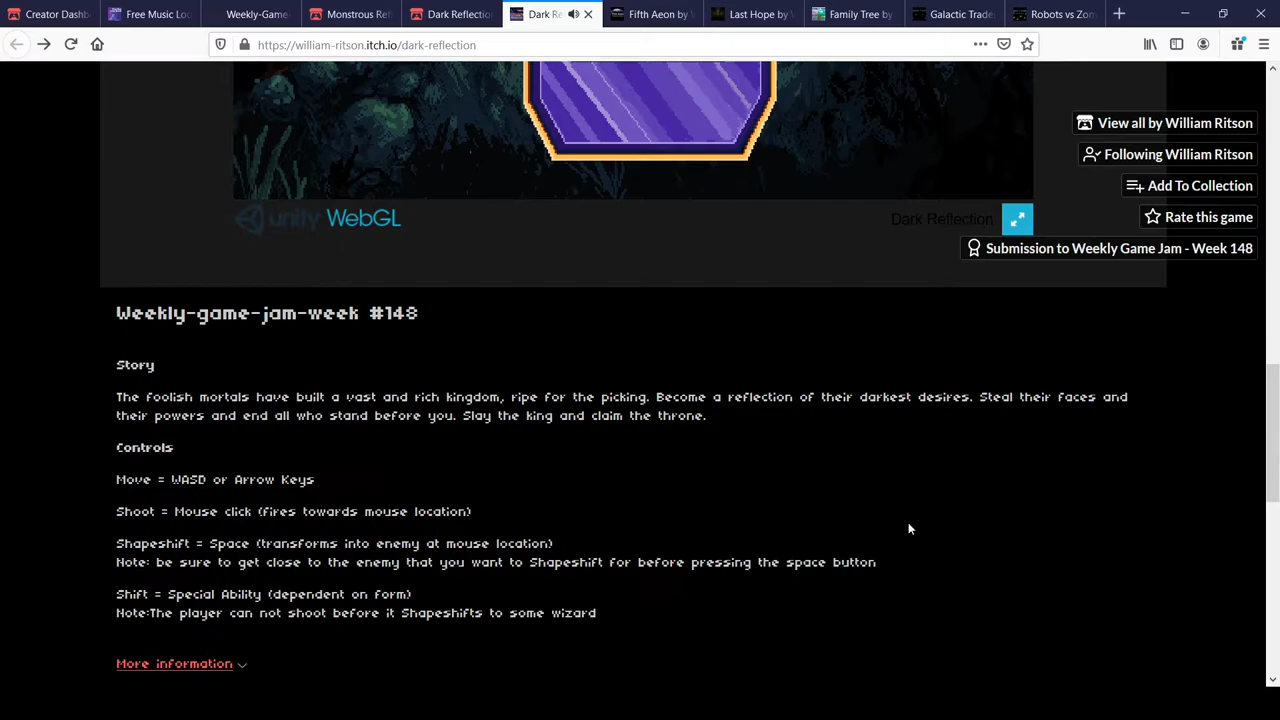 Creator Dashb
Free Music Loo
Weekly-Game-
Monstrous Ref
Dark Reflection
Dark Re
Fifth Aeon by W
Last Hope by W
Family Tree by
Galactic Trade
Robots vs Zom
https://william-ritson.itch.io/dark-reflection
View all by William Ritson
Following William Ritson
Add To Collection
Rate this game
Submission to Weekly Game Jam - Week 148
unity WebGL
Dark Reflection
Weekly-game-jam-week #148
Story
The foolish mortals have built a vast and rich kingdom, ripe for the picking. Become a reflection of their darkest desires. Steal their faces and
their powers and end all who stand before you. Slay the king and claim the throne.
Controls
Move = WASD or Arrow Keys
Shoot = Mouse click (fires towards mouse location)
Shapeshift = Space (transforms into enemy at mouse location)
Note: be sure to get close to the enemy that you want to Shapeshift for before pressing the space button
Shift = Special Ability (dependent on form)
Note:The player can not shoot before it Shapeshifts to some wizard
More information